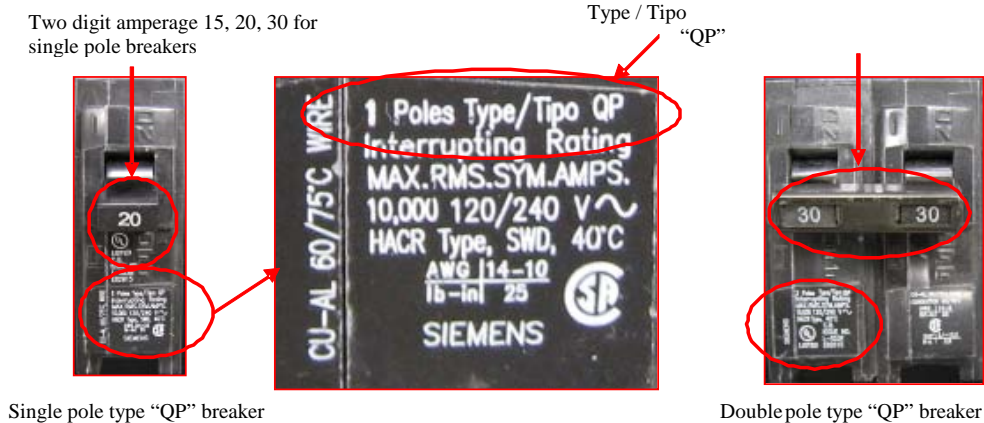 Two digit amperage 15, 20, 30 for
single pole breakers
Type / Tipo
"QP"
20
CU-AL 60/75°C WIRE
1 Poles Type/Tipo QP
Interrupting Rating
MAX.RMS.SYM.AMPS.
10,000 120/240 V~
HACR Type, SWD, 40°C
AWG 14-10
lb-in 25
SIEMENS
SA
30 30
Single pole type "QP" breaker
Double pole type "QP" breaker